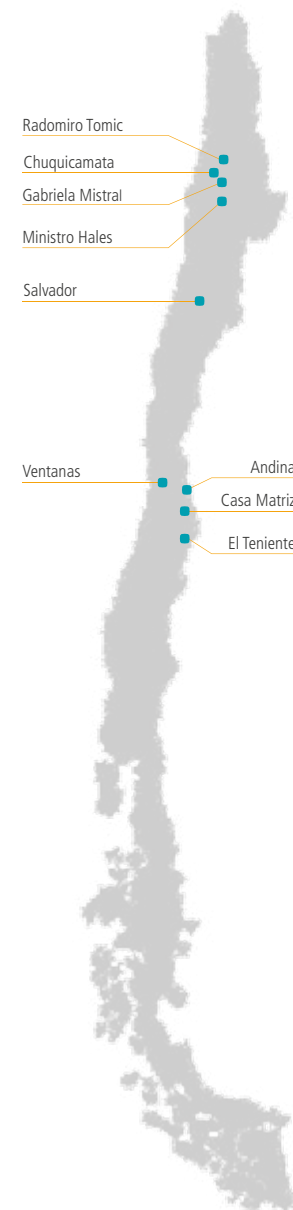 Radomiro Tomic
Chuquicamata
Gabriela Mistral
Ministro Hales
Salvador
Ventanas
Andina
Casa Matriz
El Teniente